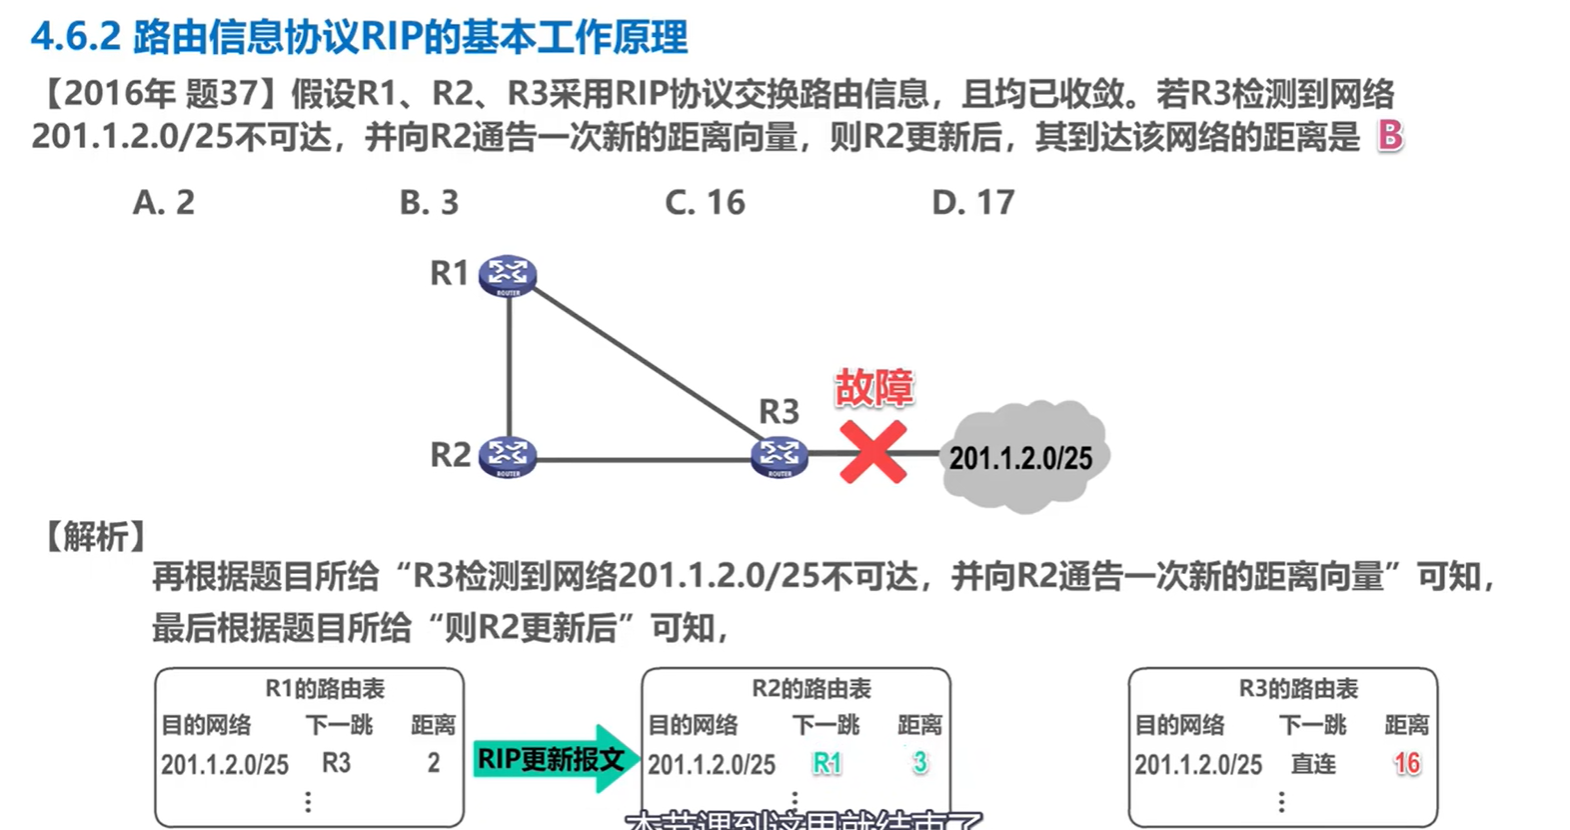 4.6.2 路由信息协议RIP的基本工作原理
【2016年 题37】假设R1、R2、R3采用RIP协议交换路由信息，且均已收敛。若R3检测到网络
201.1.2.0/25不可达，并向R2通告一次新的距离向量，则R2更新后，其到达该网络的距离是 B
A. 2 B. 3 C. 16 D. 17
R1
ROUTER
故障
R3
R2
ROUTER
ROUTER
201.1.2.0/25
【解析】
再根据题目所给“R3检测到网络201.1.2.0/25不可达，并向R2通告一次新的距离向量”可知，
最后根据题目所给“则R2更新后”可知，
R1的路由表
目的网络 下一跳 距离
201.1.2.0/25 R3 2
⋮
RIP更新报文
R2的路由表
目的网络 下一跳 距离
201.1.2.0/25 R1 3
⋮
R3的路由表
目的网络 下一跳 距离
201.1.2.0/25 直连 16
⋮
本节课到这里就结束了